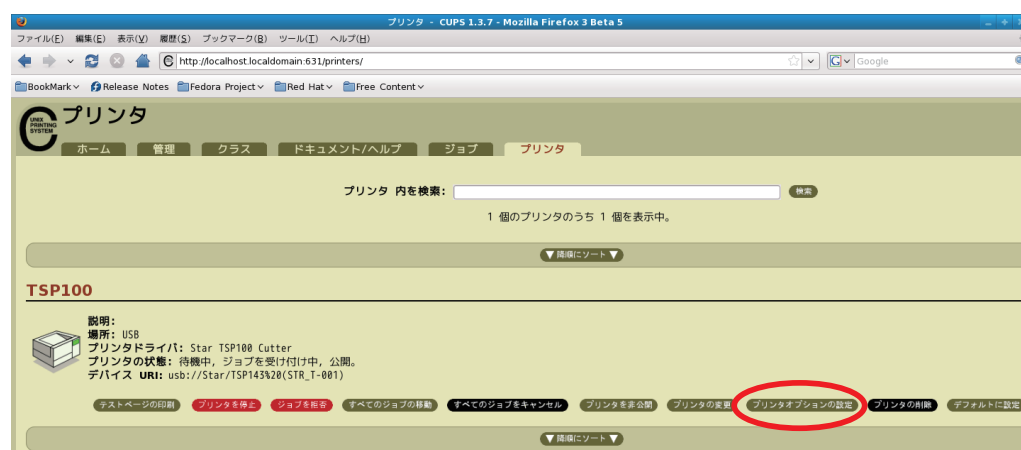 プリンタ - CUPS 1.3.7 - Mozilla Firefox 3 Beta 5
ファイル(F) 編集(E) 表示(V) 履歴(S) ブックマーク(B) ツール(T) ヘルプ(H)
http://localhost.localdomain:631/printers/
Google
BookMark Release Notes Fedora Project Red Hat Free Content
UNIX PRINTING SYSTEM
プリンタ
ホーム 管理 クラス ドキュメント/ヘルプ ジョブ プリンタ
プリンタ 内を検索: 検索
1 個のプリンタのうち 1 個を表示中。
▼ 降順にソート ▼
TSP100
説明:
場所: USB
プリンタドライバ: Star TSP100 Cutter
プリンタの状態: 待機中, ジョブを受け付け中, 公開。
デバイス URI: usb://Star/TSP143%20(STR_T-001)
テストページの印刷 プリンタを停止 ジョブを拒否 すべてのジョブの移動 すべてのジョブをキャンセル プリンタを非公開 プリンタの変更 プリンタオプションの設定 プリンタの削除 デフォルトに設定
▼ 降順にソート ▼